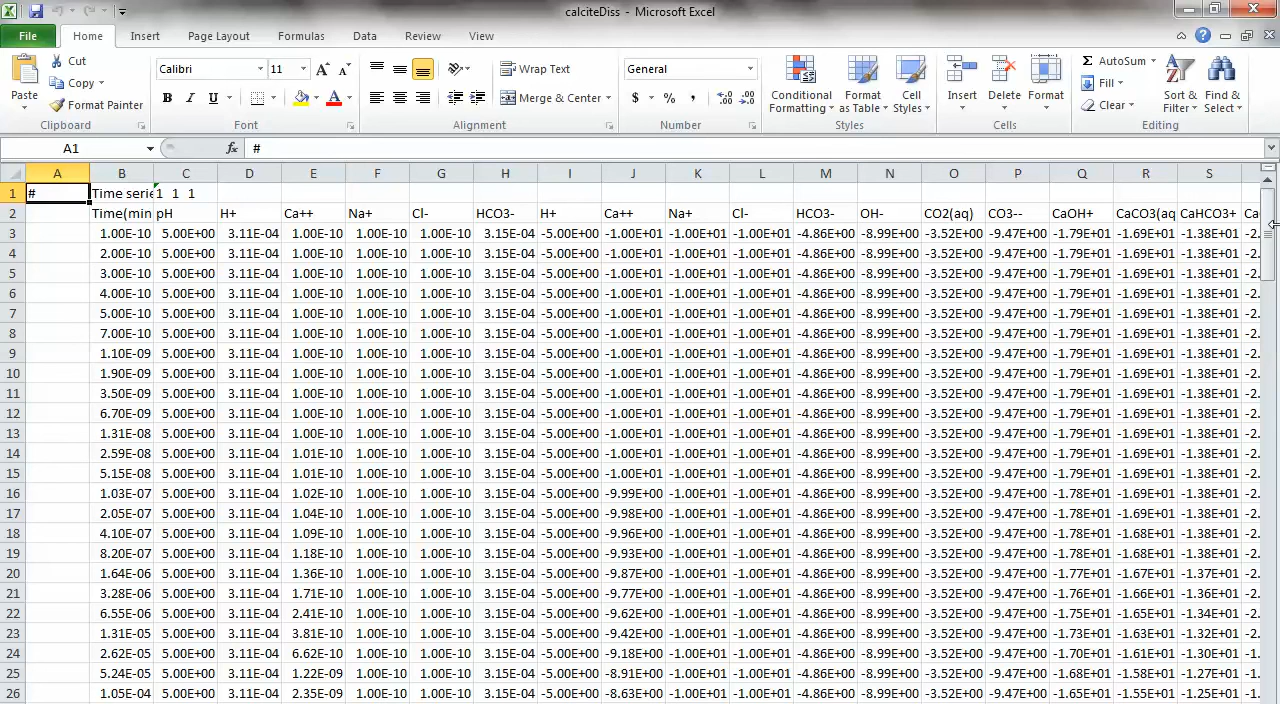 calciteDiss - Microsoft Excel
File Home Insert Page Layout Formulas Data Review View
Paste Cut Copy Format Painter Clipboard
Calibri 11 A A B I U A Font
Wrap Text Merge & Center Alignment
General $ % , Number
Conditional Formatting Format as Table Cell Styles Styles
Insert Delete Format Cells
Σ AutoSum Fill Clear Sort & Filter Find & Select Editing
A1 fx #
A B C D E F G H I J K L M N O P Q R S
1 # Time serie 1 1 1
2 Time(min pH H+ Ca++ Na+ Cl- HCO3- H+ Ca++ Na+ Cl- HCO3- OH- CO2(aq) CO3-- CaOH+ CaCO3(aq CaHCO3+ Ca
3 1.00E-10 5.00E+00 3.11E-04 1.00E-10 1.00E-10 1.00E-10 3.15E-04 -5.00E+00 -1.00E+01 -1.00E+01 -1.00E+01 -4.86E+00 -8.99E+00 -3.52E+00 -9.47E+00 -1.79E+01 -1.69E+01 -1.38E+01 -2.
4 2.00E-10 5.00E+00 3.11E-04 1.00E-10 1.00E-10 1.00E-10 3.15E-04 -5.00E+00 -1.00E+01 -1.00E+01 -1.00E+01 -4.86E+00 -8.99E+00 -3.52E+00 -9.47E+00 -1.79E+01 -1.69E+01 -1.38E+01 -2.
5 3.00E-10 5.00E+00 3.11E-04 1.00E-10 1.00E-10 1.00E-10 3.15E-04 -5.00E+00 -1.00E+01 -1.00E+01 -1.00E+01 -4.86E+00 -8.99E+00 -3.52E+00 -9.47E+00 -1.79E+01 -1.69E+01 -1.38E+01 -2.
6 4.00E-10 5.00E+00 3.11E-04 1.00E-10 1.00E-10 1.00E-10 3.15E-04 -5.00E+00 -1.00E+01 -1.00E+01 -1.00E+01 -4.86E+00 -8.99E+00 -3.52E+00 -9.47E+00 -1.79E+01 -1.69E+01 -1.38E+01 -2.
7 5.00E-10 5.00E+00 3.11E-04 1.00E-10 1.00E-10 1.00E-10 3.15E-04 -5.00E+00 -1.00E+01 -1.00E+01 -1.00E+01 -4.86E+00 -8.99E+00 -3.52E+00 -9.47E+00 -1.79E+01 -1.69E+01 -1.38E+01 -2.
8 7.00E-10 5.00E+00 3.11E-04 1.00E-10 1.00E-10 1.00E-10 3.15E-04 -5.00E+00 -1.00E+01 -1.00E+01 -1.00E+01 -4.86E+00 -8.99E+00 -3.52E+00 -9.47E+00 -1.79E+01 -1.69E+01 -1.38E+01 -2.
9 1.10E-09 5.00E+00 3.11E-04 1.00E-10 1.00E-10 1.00E-10 3.15E-04 -5.00E+00 -1.00E+01 -1.00E+01 -1.00E+01 -4.86E+00 -8.99E+00 -3.52E+00 -9.47E+00 -1.79E+01 -1.69E+01 -1.38E+01 -2.
10 1.90E-09 5.00E+00 3.11E-04 1.00E-10 1.00E-10 1.00E-10 3.15E-04 -5.00E+00 -1.00E+01 -1.00E+01 -1.00E+01 -4.86E+00 -8.99E+00 -3.52E+00 -9.47E+00 -1.79E+01 -1.69E+01 -1.38E+01 -2.
11 3.50E-09 5.00E+00 3.11E-04 1.00E-10 1.00E-10 1.00E-10 3.15E-04 -5.00E+00 -1.00E+01 -1.00E+01 -1.00E+01 -4.86E+00 -8.99E+00 -3.52E+00 -9.47E+00 -1.79E+01 -1.69E+01 -1.38E+01 -2.
12 6.70E-09 5.00E+00 3.11E-04 1.00E-10 1.00E-10 1.00E-10 3.15E-04 -5.00E+00 -1.00E+01 -1.00E+01 -1.00E+01 -4.86E+00 -8.99E+00 -3.52E+00 -9.47E+00 -1.79E+01 -1.69E+01 -1.38E+01 -2.
13 1.31E-08 5.00E+00 3.11E-04 1.00E-10 1.00E-10 1.00E-10 3.15E-04 -5.00E+00 -1.00E+01 -1.00E+01 -1.00E+01 -4.86E+00 -8.99E+00 -3.52E+00 -9.47E+00 -1.79E+01 -1.69E+01 -1.38E+01 -2.
14 2.59E-08 5.00E+00 3.11E-04 1.01E-10 1.00E-10 1.00E-10 3.15E-04 -5.00E+00 -1.00E+01 -1.00E+01 -1.00E+01 -4.86E+00 -8.99E+00 -3.52E+00 -9.47E+00 -1.79E+01 -1.69E+01 -1.38E+01 -2.
15 5.15E-08 5.00E+00 3.11E-04 1.01E-10 1.00E-10 1.00E-10 3.15E-04 -5.00E+00 -1.00E+01 -1.00E+01 -1.00E+01 -4.86E+00 -8.99E+00 -3.52E+00 -9.47E+00 -1.79E+01 -1.69E+01 -1.38E+01 -2.
16 1.03E-07 5.00E+00 3.11E-04 1.02E-10 1.00E-10 1.00E-10 3.15E-04 -5.00E+00 -9.99E+00 -1.00E+01 -1.00E+01 -4.86E+00 -8.99E+00 -3.52E+00 -9.47E+00 -1.78E+01 -1.69E+01 -1.38E+01 -2.
17 2.05E-07 5.00E+00 3.11E-04 1.04E-10 1.00E-10 1.00E-10 3.15E-04 -5.00E+00 -9.98E+00 -1.00E+01 -1.00E+01 -4.86E+00 -8.99E+00 -3.52E+00 -9.47E+00 -1.78E+01 -1.69E+01 -1.38E+01 -2.
18 4.10E-07 5.00E+00 3.11E-04 1.09E-10 1.00E-10 1.00E-10 3.15E-04 -5.00E+00 -9.96E+00 -1.00E+01 -1.00E+01 -4.86E+00 -8.99E+00 -3.52E+00 -9.47E+00 -1.78E+01 -1.68E+01 -1.38E+01 -2.
19 8.20E-07 5.00E+00 3.11E-04 1.18E-10 1.00E-10 1.00E-10 3.15E-04 -5.00E+00 -9.93E+00 -1.00E+01 -1.00E+01 -4.86E+00 -8.99E+00 -3.52E+00 -9.47E+00 -1.78E+01 -1.68E+01 -1.38E+01 -2.
20 1.64E-06 5.00E+00 3.11E-04 1.36E-10 1.00E-10 1.00E-10 3.15E-04 -5.00E+00 -9.87E+00 -1.00E+01 -1.00E+01 -4.86E+00 -8.99E+00 -3.52E+00 -9.47E+00 -1.77E+01 -1.67E+01 -1.37E+01 -2.
21 3.28E-06 5.00E+00 3.11E-04 1.71E-10 1.00E-10 1.00E-10 3.15E-04 -5.00E+00 -9.77E+00 -1.00E+01 -1.00E+01 -4.86E+00 -8.99E+00 -3.52E+00 -9.47E+00 -1.76E+01 -1.66E+01 -1.36E+01 -2.
22 6.55E-06 5.00E+00 3.11E-04 2.41E-10 1.00E-10 1.00E-10 3.15E-04 -5.00E+00 -9.62E+00 -1.00E+01 -1.00E+01 -4.86E+00 -8.99E+00 -3.52E+00 -9.47E+00 -1.75E+01 -1.65E+01 -1.34E+01 -2.
23 1.31E-05 5.00E+00 3.11E-04 3.81E-10 1.00E-10 1.00E-10 3.15E-04 -5.00E+00 -9.42E+00 -1.00E+01 -1.00E+01 -4.86E+00 -8.99E+00 -3.52E+00 -9.47E+00 -1.73E+01 -1.63E+01 -1.32E+01 -2.
24 2.62E-05 5.00E+00 3.11E-04 6.62E-10 1.00E-10 1.00E-10 3.15E-04 -5.00E+00 -9.18E+00 -1.00E+01 -1.00E+01 -4.86E+00 -8.99E+00 -3.52E+00 -9.47E+00 -1.70E+01 -1.61E+01 -1.30E+01 -2.
25 5.24E-05 5.00E+00 3.11E-04 1.22E-09 1.00E-10 1.00E-10 3.15E-04 -5.00E+00 -8.91E+00 -1.00E+01 -1.00E+01 -4.86E+00 -8.99E+00 -3.52E+00 -9.47E+00 -1.68E+01 -1.58E+01 -1.27E+01 -2.
26 1.05E-04 5.00E+00 3.11E-04 2.35E-09 1.00E-10 1.00E-10 3.15E-04 -5.00E+00 -8.63E+00 -1.00E+01 -1.00E+01 -4.86E+00 -8.99E+00 -3.52E+00 -9.47E+00 -1.65E+01 -1.55E+01 -1.25E+01 -2.